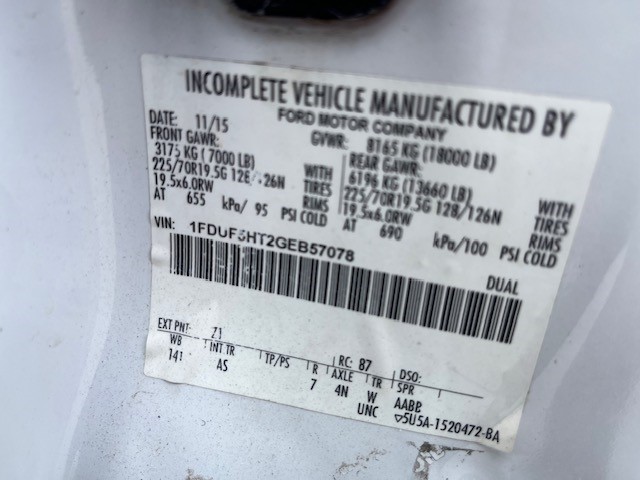 INCOMPLETE VEHICLE MANUFACTURED BY
FORD MOTOR COMPANY
DATE: 11/15 GVWR: 8165 KG (18000 LB)
FRONT GAWR: REAR GAWR:
3175 KG (7000 LB) WITH 6196 KG (13660 LB) WITH
225/70R19.5G 128/126N TIRES 225/70R19.5G 128/126N TIRES
19.5x6.0RW RIMS 19.5x6.0RW RIMS
AT 655 kPa/ 95 PSI COLD AT 690 kPa/100 PSI COLD
VIN: 1FDUF5HT2GEB57078 DUAL
EXT PNT: Z1 RC: 87 DSO:
WB INT TR TP/PS R AXLE TR SPR
141 AS 7 4N W AABB
UNC ▽5U5A-1520472-BA